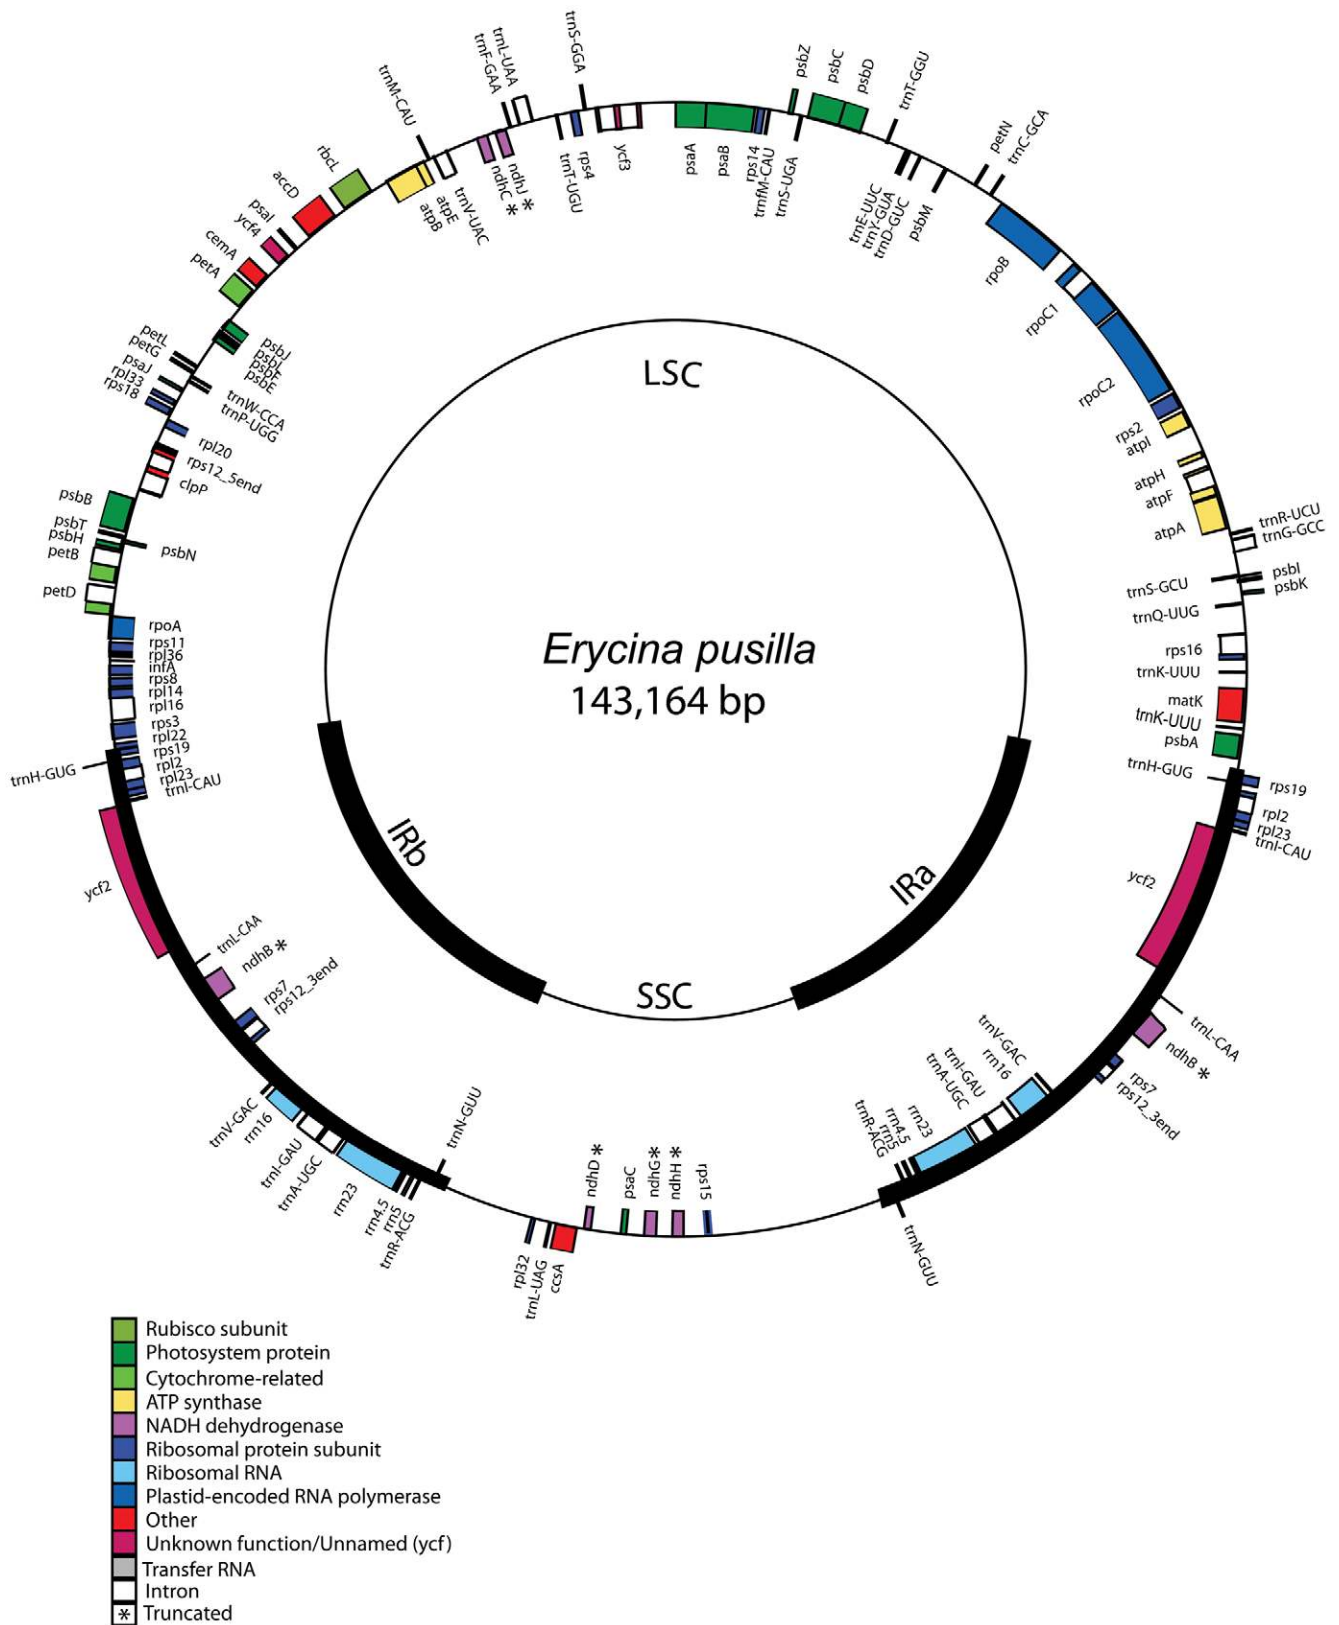 trnS-GGA
trnL-UAA
trnF-GAA
trnM-CAU
rbcL
accD
psaI
ycf4
cemA
petA
psbZ
psbC
psbD
trnT-GGU
petN
trnC-GCA
atpB
atpE
trnV-UAC
ndhC *
ndhJ *
trnT-UGU
rps4
ycf3
psaA
psaB
rps14
trnfM-CAU
trnS-UGA
trnE-UUC
trnY-GUA
trnD-GUC
psbM
rpoB
rpoC1
rpoC2
rps2
atpI
atpH
atpF
atpA
trnR-UCU
trnG-GCC
trnS-GCU
psbI
psbK
trnQ-UUG
rps16
trnK-UUU
matK
trnK-UUU
psbA
trnH-GUG
rps19
rpl2
rpl23
trnI-CAU
ycf2
trnL-CAA
ndhB *
rps7
rps12_3end
trnV-GAC
rrn16
trnI-GAU
trnA-UGC
rrn23
rrn4.5
rrn5
trnR-ACG
trnN-GUU
petL
petG
psaJ
rpl33
rps18
psbJ
psbL
psbF
psbE
trnW-CCA
trnP-UGG
rpl20
rps12_5end
clpP
psbB
psbT
psbH
petB
petD
psbN
rpoA
rps11
rpl36
infA
rps8
rpl14
rpl16
rps3
rpl22
rps19
rpl2
rpl23
trnI-CAU
trnH-GUG
ycf2
trnL-CAA
ndhB *
rps7
rps12_3end
trnV-GAC
rrn16
trnI-GAU
trnA-UGC
rrn23
rrn4.5
rrn5
trnR-ACG
trnN-GUU
ndhD *
psaC
ndhG *
ndhH *
rps15
rpl32
trnL-UAG
ccsA
LSC
Erycina pusilla
143,164 bp
IRb
IRa
SSC
Rubisco subunit
Photosystem protein
Cytochrome-related
ATP synthase
NADH dehydrogenase
Ribosomal protein subunit
Ribosomal RNA
Plastid-encoded RNA polymerase
Other
Unknown function/Unnamed (ycf)
Transfer RNA
Intron
* Truncated